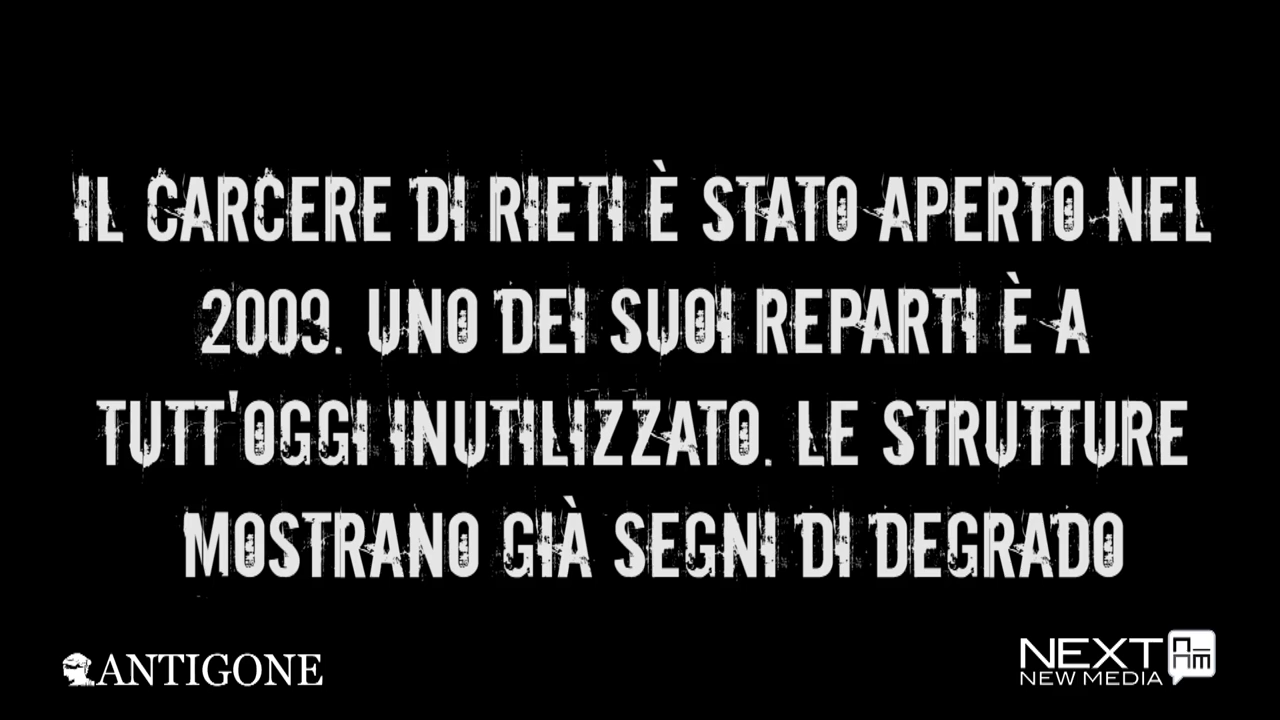 IL CARCERE DI RIETI È STATO APERTO NEL
2009. UNO DEI SUOI REPARTI È A
TUTT'OGGI INUTILIZZATO. LE STRUTTURE
MOSTRANO GIÀ SEGNI DI DEGRADO
ANTIGONE
NEXT
NEW MEDIA
nnm